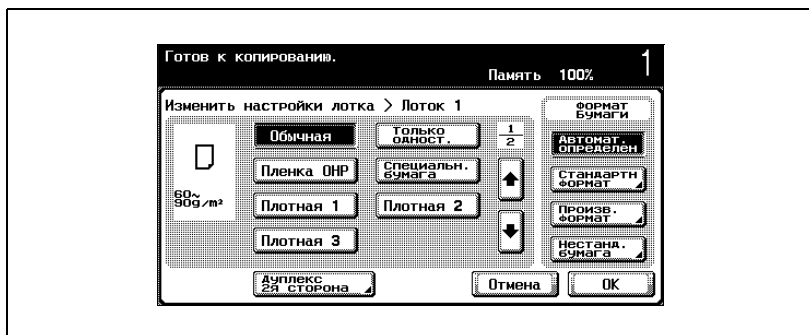 Готов к копированию.
Память 100%
1
Изменить настройки лотка > Лоток 1
Формат бумаги
Обычная
Только одност.
1/2
Автомат. определен
Пленка OHP
Специальн. бумага
Стандартн формат
60~
90g/m²
Плотная 1
Плотная 2
Произв. формат
Плотная 3
Нестанд. бумага
Дуплекс 2я сторона
Отмена
OK